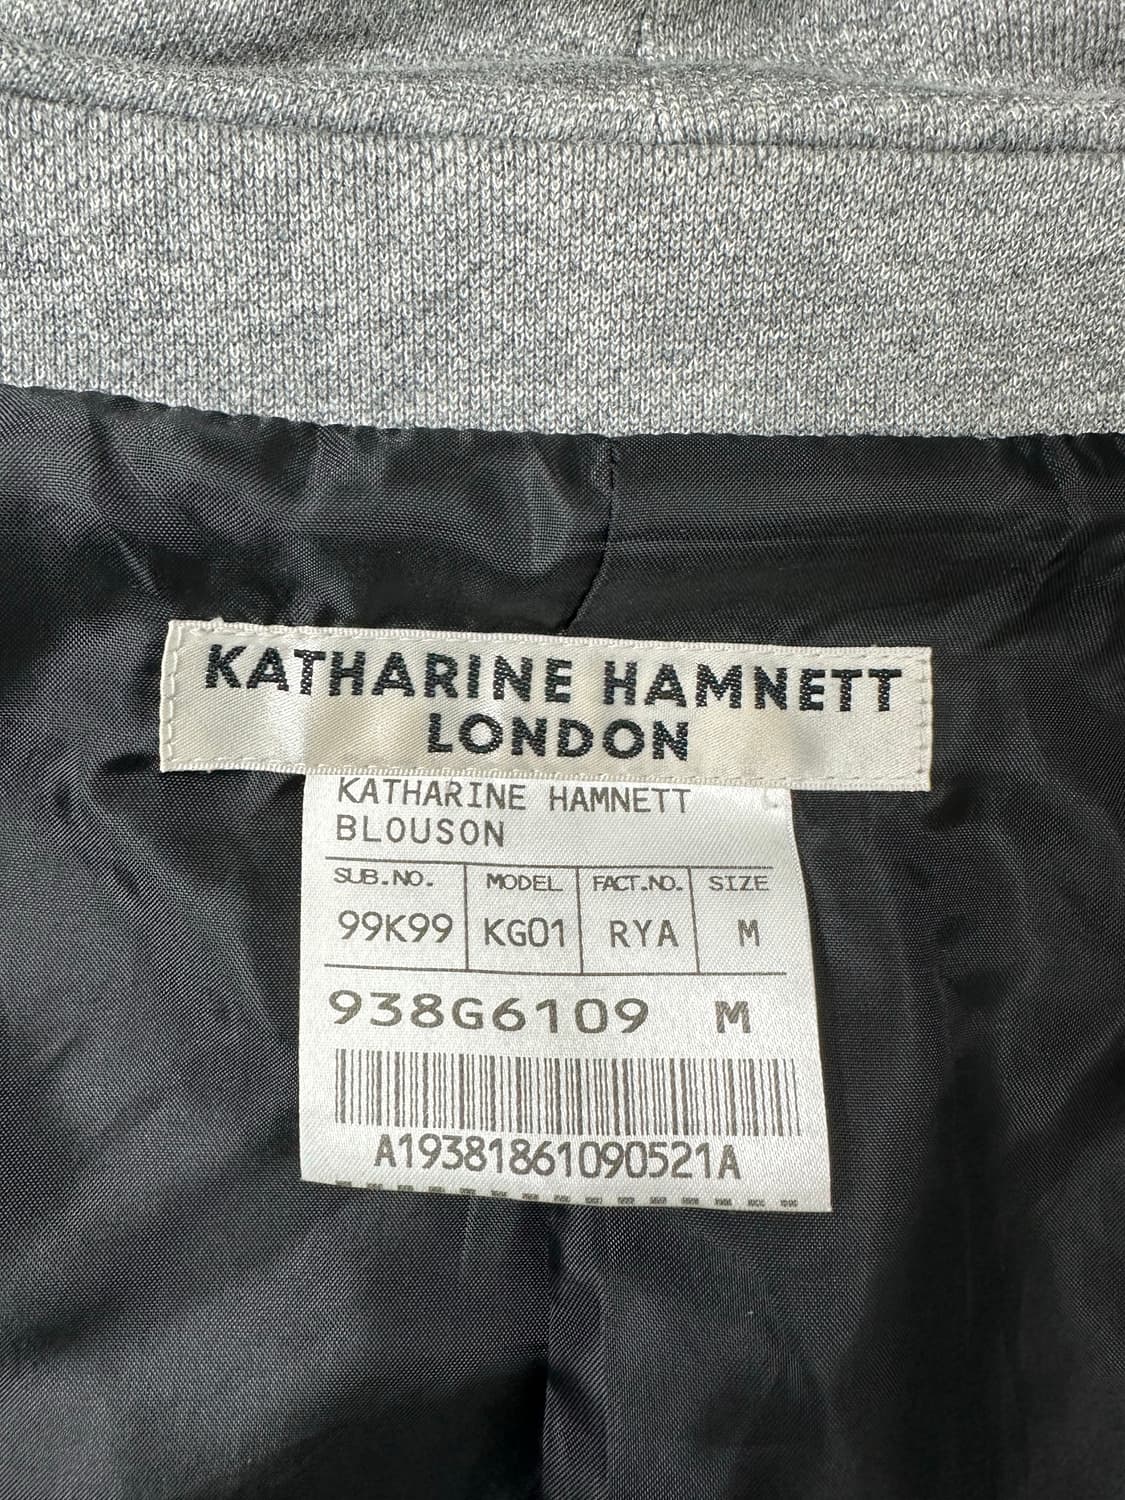 KATHARINE HAMNETT
LONDON
KATHARINE HAMNETT
BLOUSON
SUB.NO. MODEL FACT.NO. SIZE
99K99 KG01 RYA M
938G6109 M
A19381861090521A